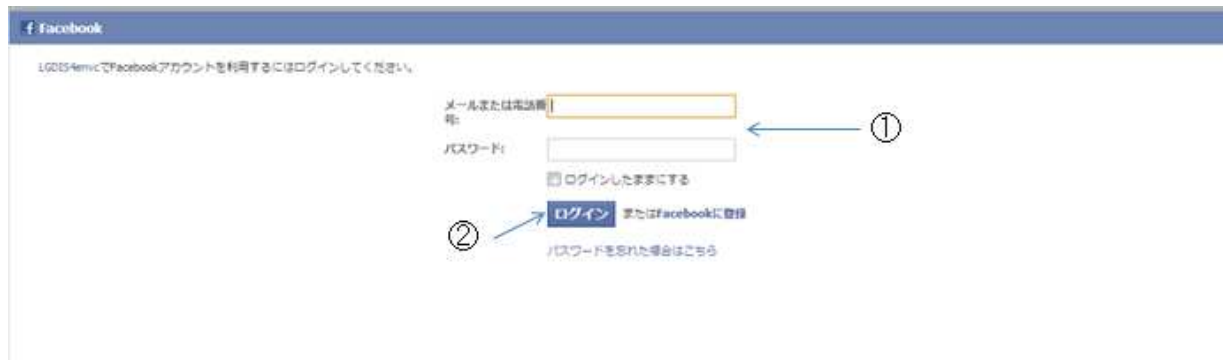 f Facebook
LGDIS4envcでFacebookアカウントを利用するにはログインしてください。
メールまたは電話番
号:
①
パスワード:
ログインしたままにする
ログイン またはFacebookに登録
②
パスワードを忘れた場合はこちら